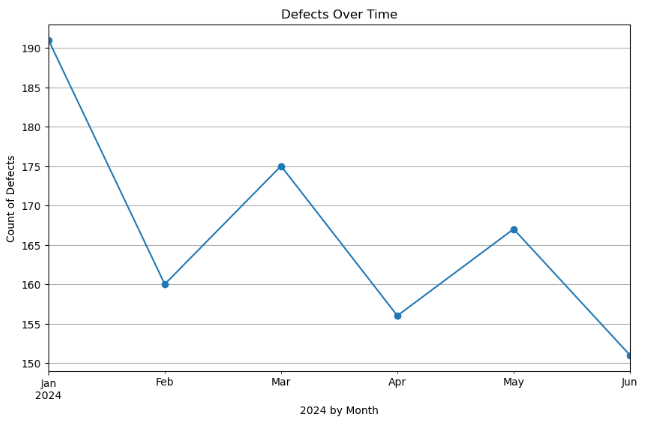 Defects Over Time
Count of Defects
190
185
180
175
170
165
160
155
150
Jan
2024
Feb
Mar
Apr
May
Jun
2024 by Month